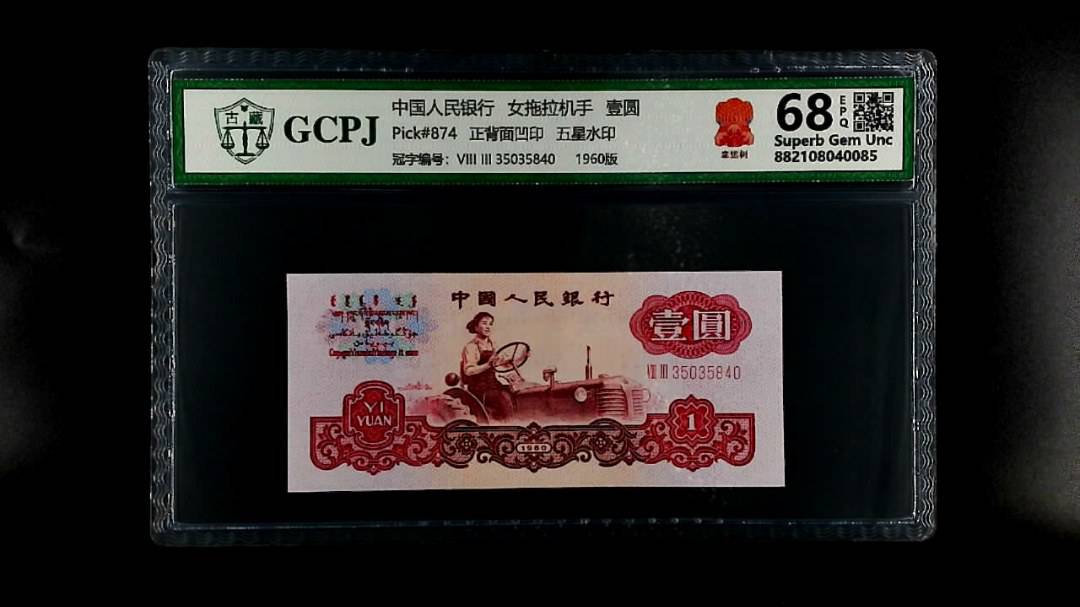 古藏
GCPJ
中国人民银行 女拖拉机手 壹圆
Pick#874 正背面凹印 五星水印
冠字编号: VIII III 35035840 1960版
68
EPQ
Superb Gem Unc
882108040085
中國人民銀行
壹圓
VIII III 35035840
YI
YUAN
1960
1